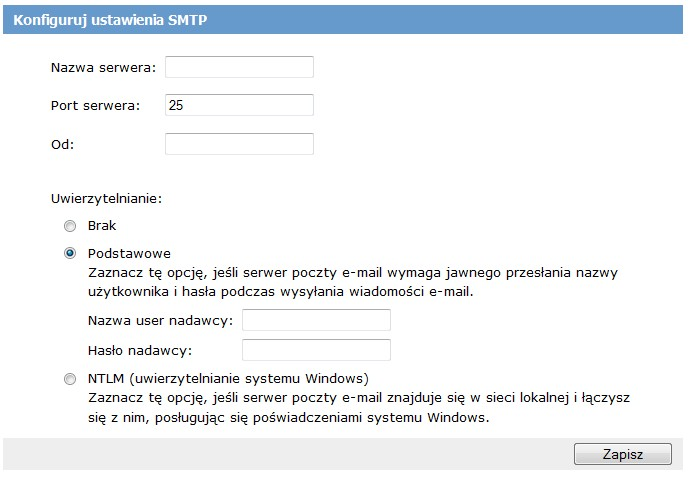 Konfiguruj ustawienia SMTP
Nazwa serwera:
Port serwera: 25
Od:
Uwierzytelnianie:
Brak
Podstawowe
Zaznacz tę opcję, jeśli serwer poczty e-mail wymaga jawnego przesłania nazwy
użytkownika i hasła podczas wysyłania wiadomości e-mail.
Nazwa user nadawcy:
Hasło nadawcy:
NTLM (uwierzytelnianie systemu Windows)
Zaznacz tę opcję, jeśli serwer poczty e-mail znajduje się w sieci lokalnej i łączysz
się z nim, posługując się poświadczeniami systemu Windows.
Zapisz